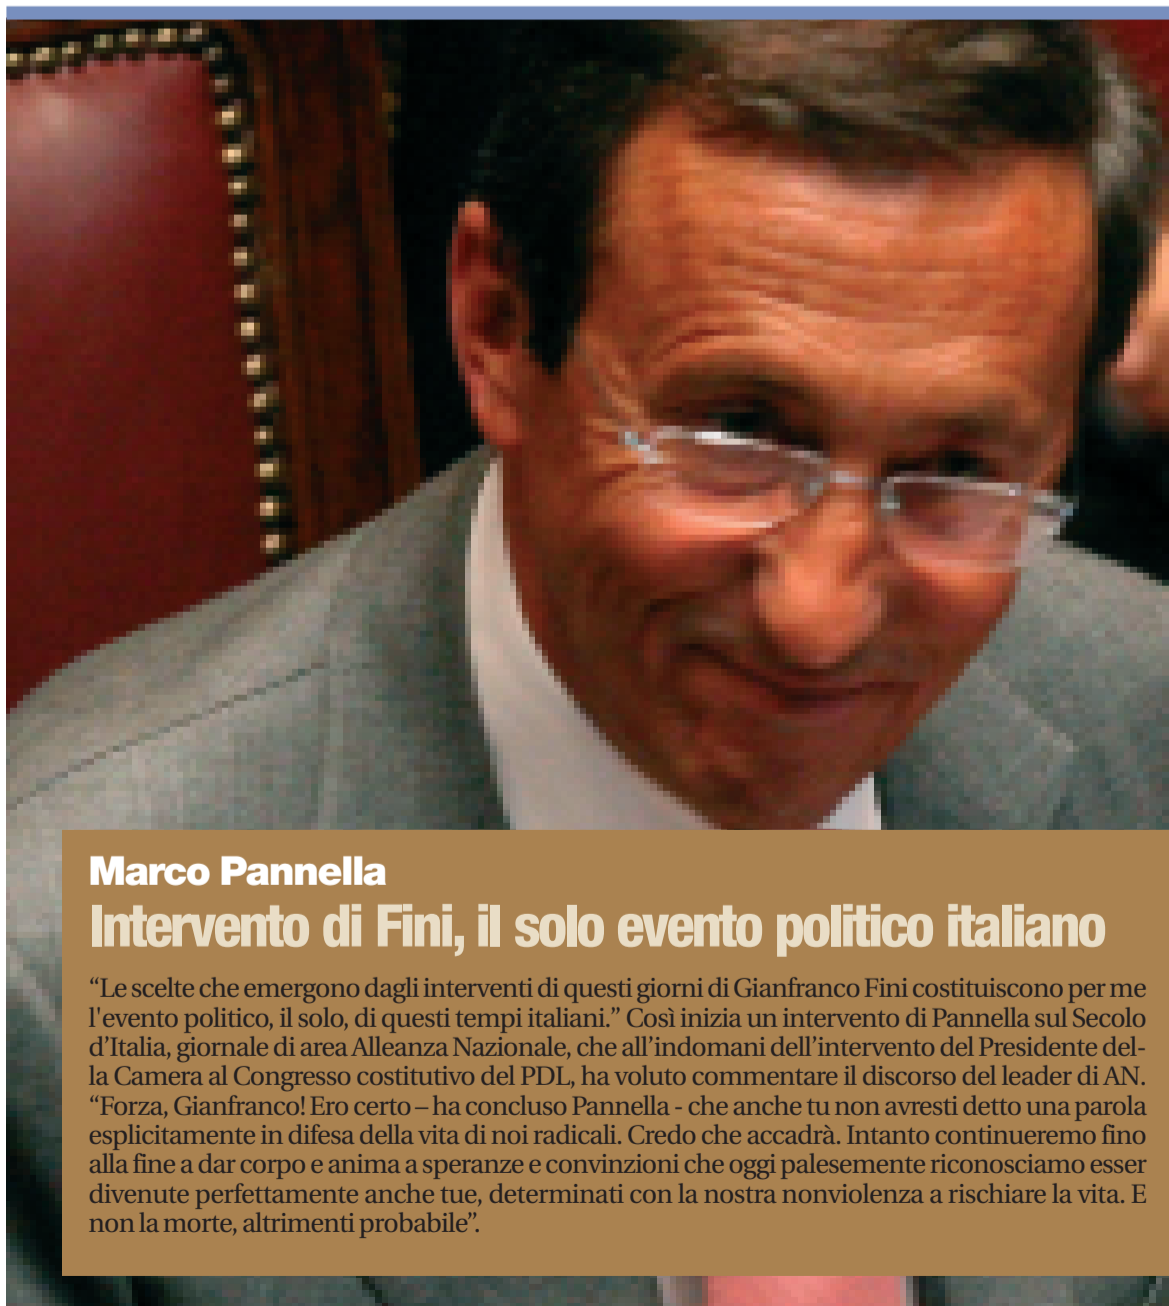 Marco Pannella
Intervento di Fini, il solo evento politico italiano
“Le scelte che emergono dagli interventi di questi giorni di Gianfranco Fini costituiscono per me
l'evento politico, il solo, di questi tempi italiani.” Così inizia un intervento di Pannella sul Secolo
d’Italia, giornale di area Alleanza Nazionale, che all’indomani dell’intervento del Presidente del-
la Camera al Congresso costitutivo del PDL, ha voluto commentare il discorso del leader di AN.
“Forza, Gianfranco! Ero certo – ha concluso Pannella - che anche tu non avresti detto una parola
esplicitamente in difesa della vita di noi radicali. Credo che accadrà. Intanto continueremo fino
alla fine a dar corpo e anima a speranze e convinzioni che oggi palesemente riconosciamo esser
divenute perfettamente anche tue, determinati con la nostra nonviolenza a rischiare la vita. E
non la morte, altrimenti probabile”.